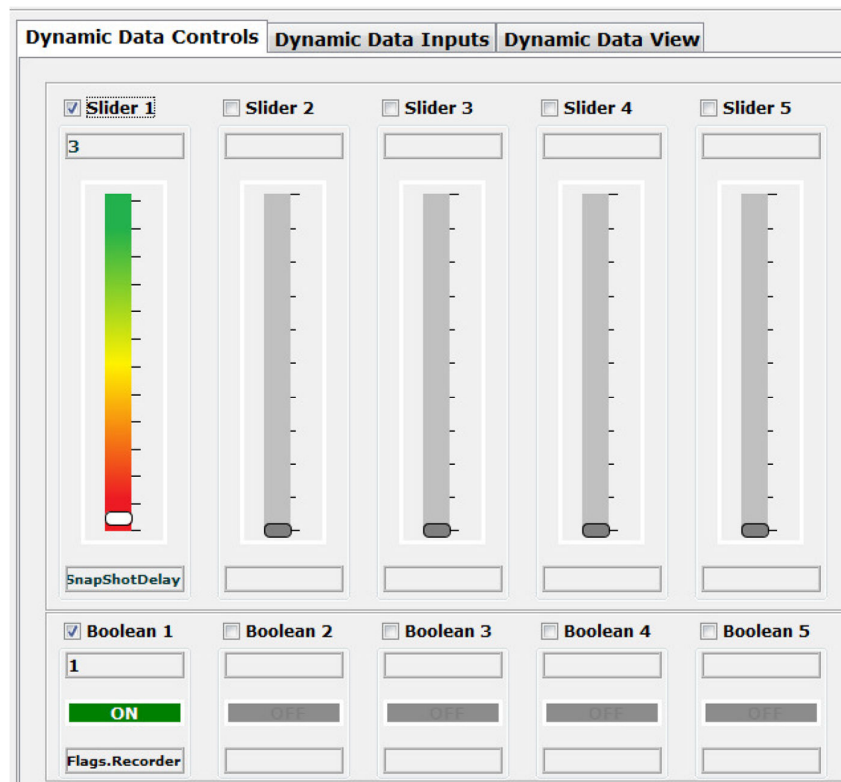 Dynamic Data Controls Dynamic Data Inputs Dynamic Data View
Slider 1 Slider 2 Slider 3 Slider 4 Slider 5
3
SnapShotDelay
Boolean 1 Boolean 2 Boolean 3 Boolean 4 Boolean 5
1
ON OFF OFF OFF OFF
Flags.Recorder